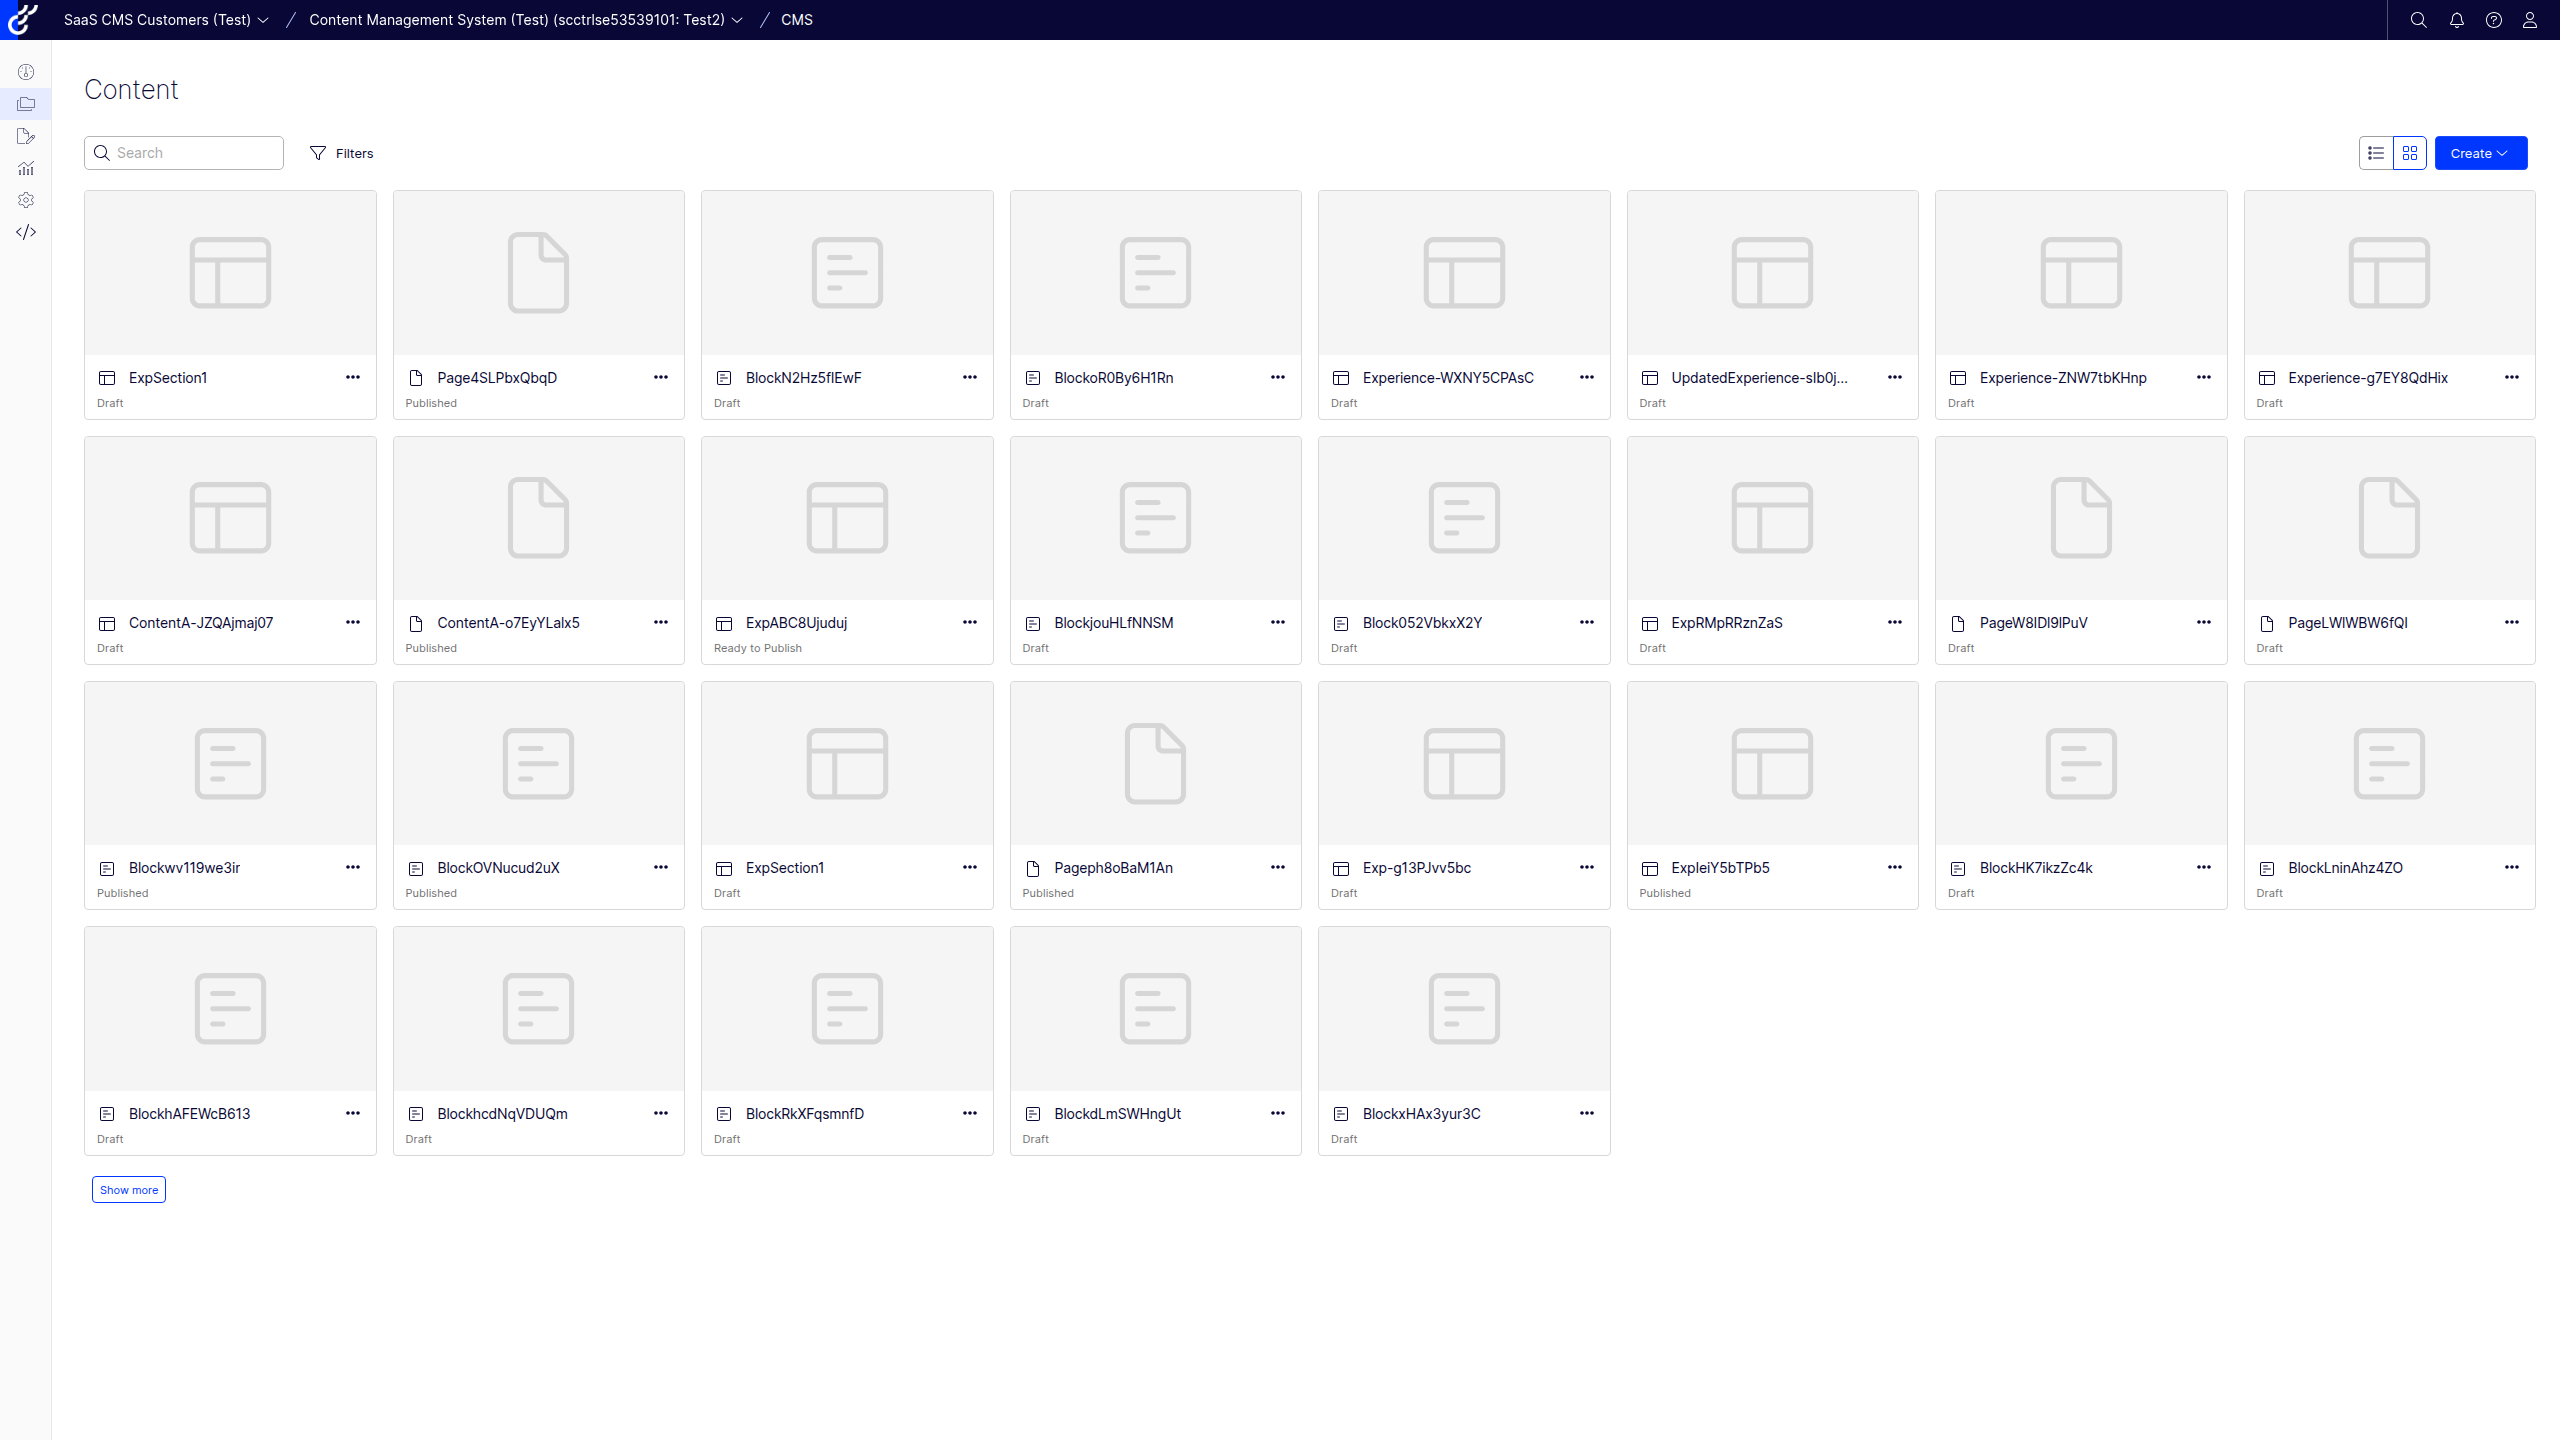 SaaS CMS Customers (Test) / Content Management System (Test) (scctrlse53539101: Test2) / CMS
Content
Search
Filters
Create
ExpSection1
Draft
Page4SLPbxQbqD
Published
BlockN2Hz5flEwF
Draft
BlockoR0By6H1Rn
Draft
Experience-WXNY5CPAsC
Draft
UpdatedExperience-slb0j...
Draft
Experience-ZNW7tbKHnp
Draft
Experience-g7EY8QdHix
Draft
ContentA-JZQAjmaj07
Draft
ContentA-o7EyYLalx5
Published
ExpABC8Ujuduj
Ready to Publish
BlockjouHLfNNSM
Draft
Block052VbkxX2Y
Draft
ExpRMpRRznZaS
Draft
PageW8IDl9lPuV
Draft
PageLWlWBW6fQI
Draft
Blockwv119we3ir
Published
BlockOVNucud2uX
Published
ExpSection1
Draft
Pageph8oBaM1An
Published
Exp-g13PJvv5bc
Draft
ExpleiY5bTPb5
Published
BlockHK7ikzZc4k
Draft
BlockLninAhz4ZO
Draft
BlockhAFEWcB613
Draft
BlockhcdNqVDUQm
Draft
BlockRkXFqsmnfD
Draft
BlockdLmSWHngUt
Draft
BlockxHAx3yur3C
Draft
Show more